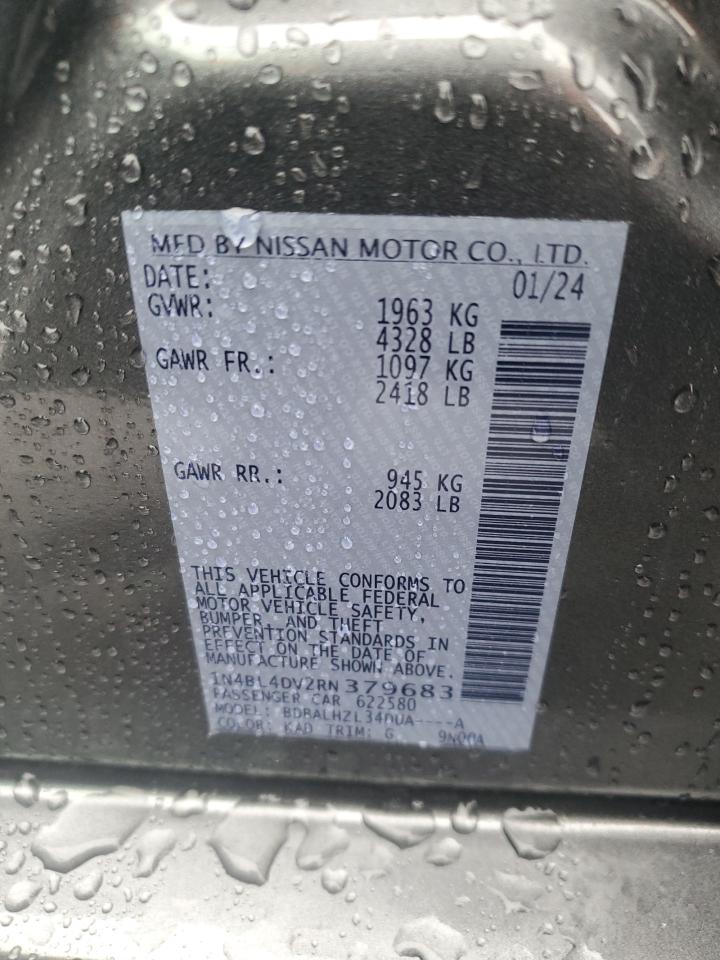 MFD BY NISSAN MOTOR CO., LTD.
DATE: 01/24
GVWR: 1963 KG
4328 LB
GAWR FR.: 1097 KG
2418 LB
GAWR RR.: 945 KG
2083 LB
THIS VEHICLE CONFORMS TO
ALL APPLICABLE FEDERAL
MOTOR VEHICLE SAFETY,
BUMPER, AND THEFT
PREVENTION STANDARDS IN
EFFECT ON THE DATE OF
MANUFACTURE SHOWN ABOVE.
1N4BL4DV2RN379683
PASSENGER CAR 622580
MODEL: BDRALHZL34DUA----A
COLOR: KAD TRIM: G 9N00A